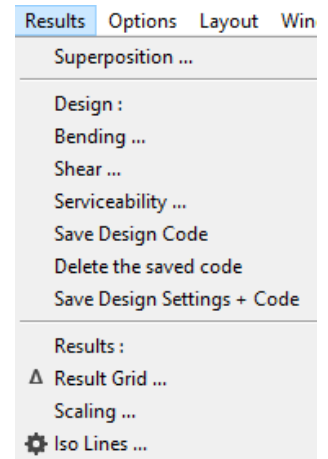 Results Options Layout Win
Superposition ...
Design :
Bending ...
Shear ...
Serviceability ...
Save Design Code
Delete the saved code
Save Design Settings + Code
Results :
Δ Result Grid ...
Scaling ...
Iso Lines ...